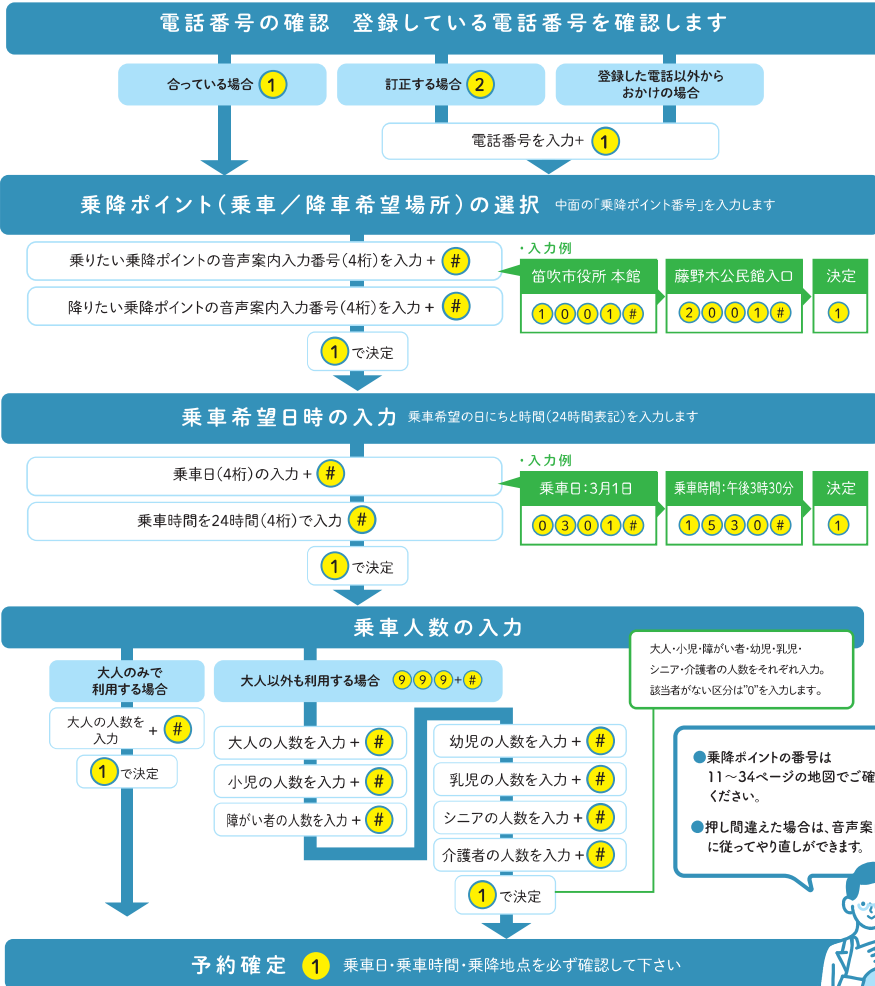 電話番号の確認　登録している電話番号を確認します
合っている場合 1
訂正する場合 2
登録した電話以外から
おかけの場合
電話番号を入力+ 1
乗降ポイント(乗車／降車希望場所)の選択　中面の「乗降ポイント番号」を入力します
乗りたい乗降ポイントの音声案内入力番号(4桁)を入力 + #
降りたい乗降ポイントの音声案内入力番号(4桁)を入力 + #
1 で決定
・入力例
笛吹市役所 本館
1 0 0 1 #
藤野木公民館入口
2 0 0 1 #
決定
1
乗車希望日時の入力　乗車希望の日にちと時間(24時間表記)を入力します
乗車日(4桁)の入力 + #
乗車時間を24時間(4桁)で入力 #
1 で決定
・入力例
乗車日:3月1日
0 3 0 1 #
乗車時間:午後3時30分
1 5 3 0 #
決定
1
乗車人数の入力
大人・小児・障がい者・幼児・乳児・
シニア・介護者の人数をそれぞれ入力。
該当者がない区分は"0"を入力します。
大人のみで
利用する場合
大人の人数を
入力 + #
1 で決定
大人以外も利用する場合 9 9 9 + #
大人の人数を入力 + #
小児の人数を入力 + #
障がい者の人数を入力 + #
幼児の人数を入力 + #
乳児の人数を入力 + #
シニアの人数を入力 + #
介護者の人数を入力 + #
1 で決定
●乗降ポイントの番号は
11〜34ページの地図でご確
ください。
●押し間違えた場合は、音声案
に従ってやり直しができます。
予約確定 1 乗車日・乗車時間・乗降地点を必ず確認して下さい